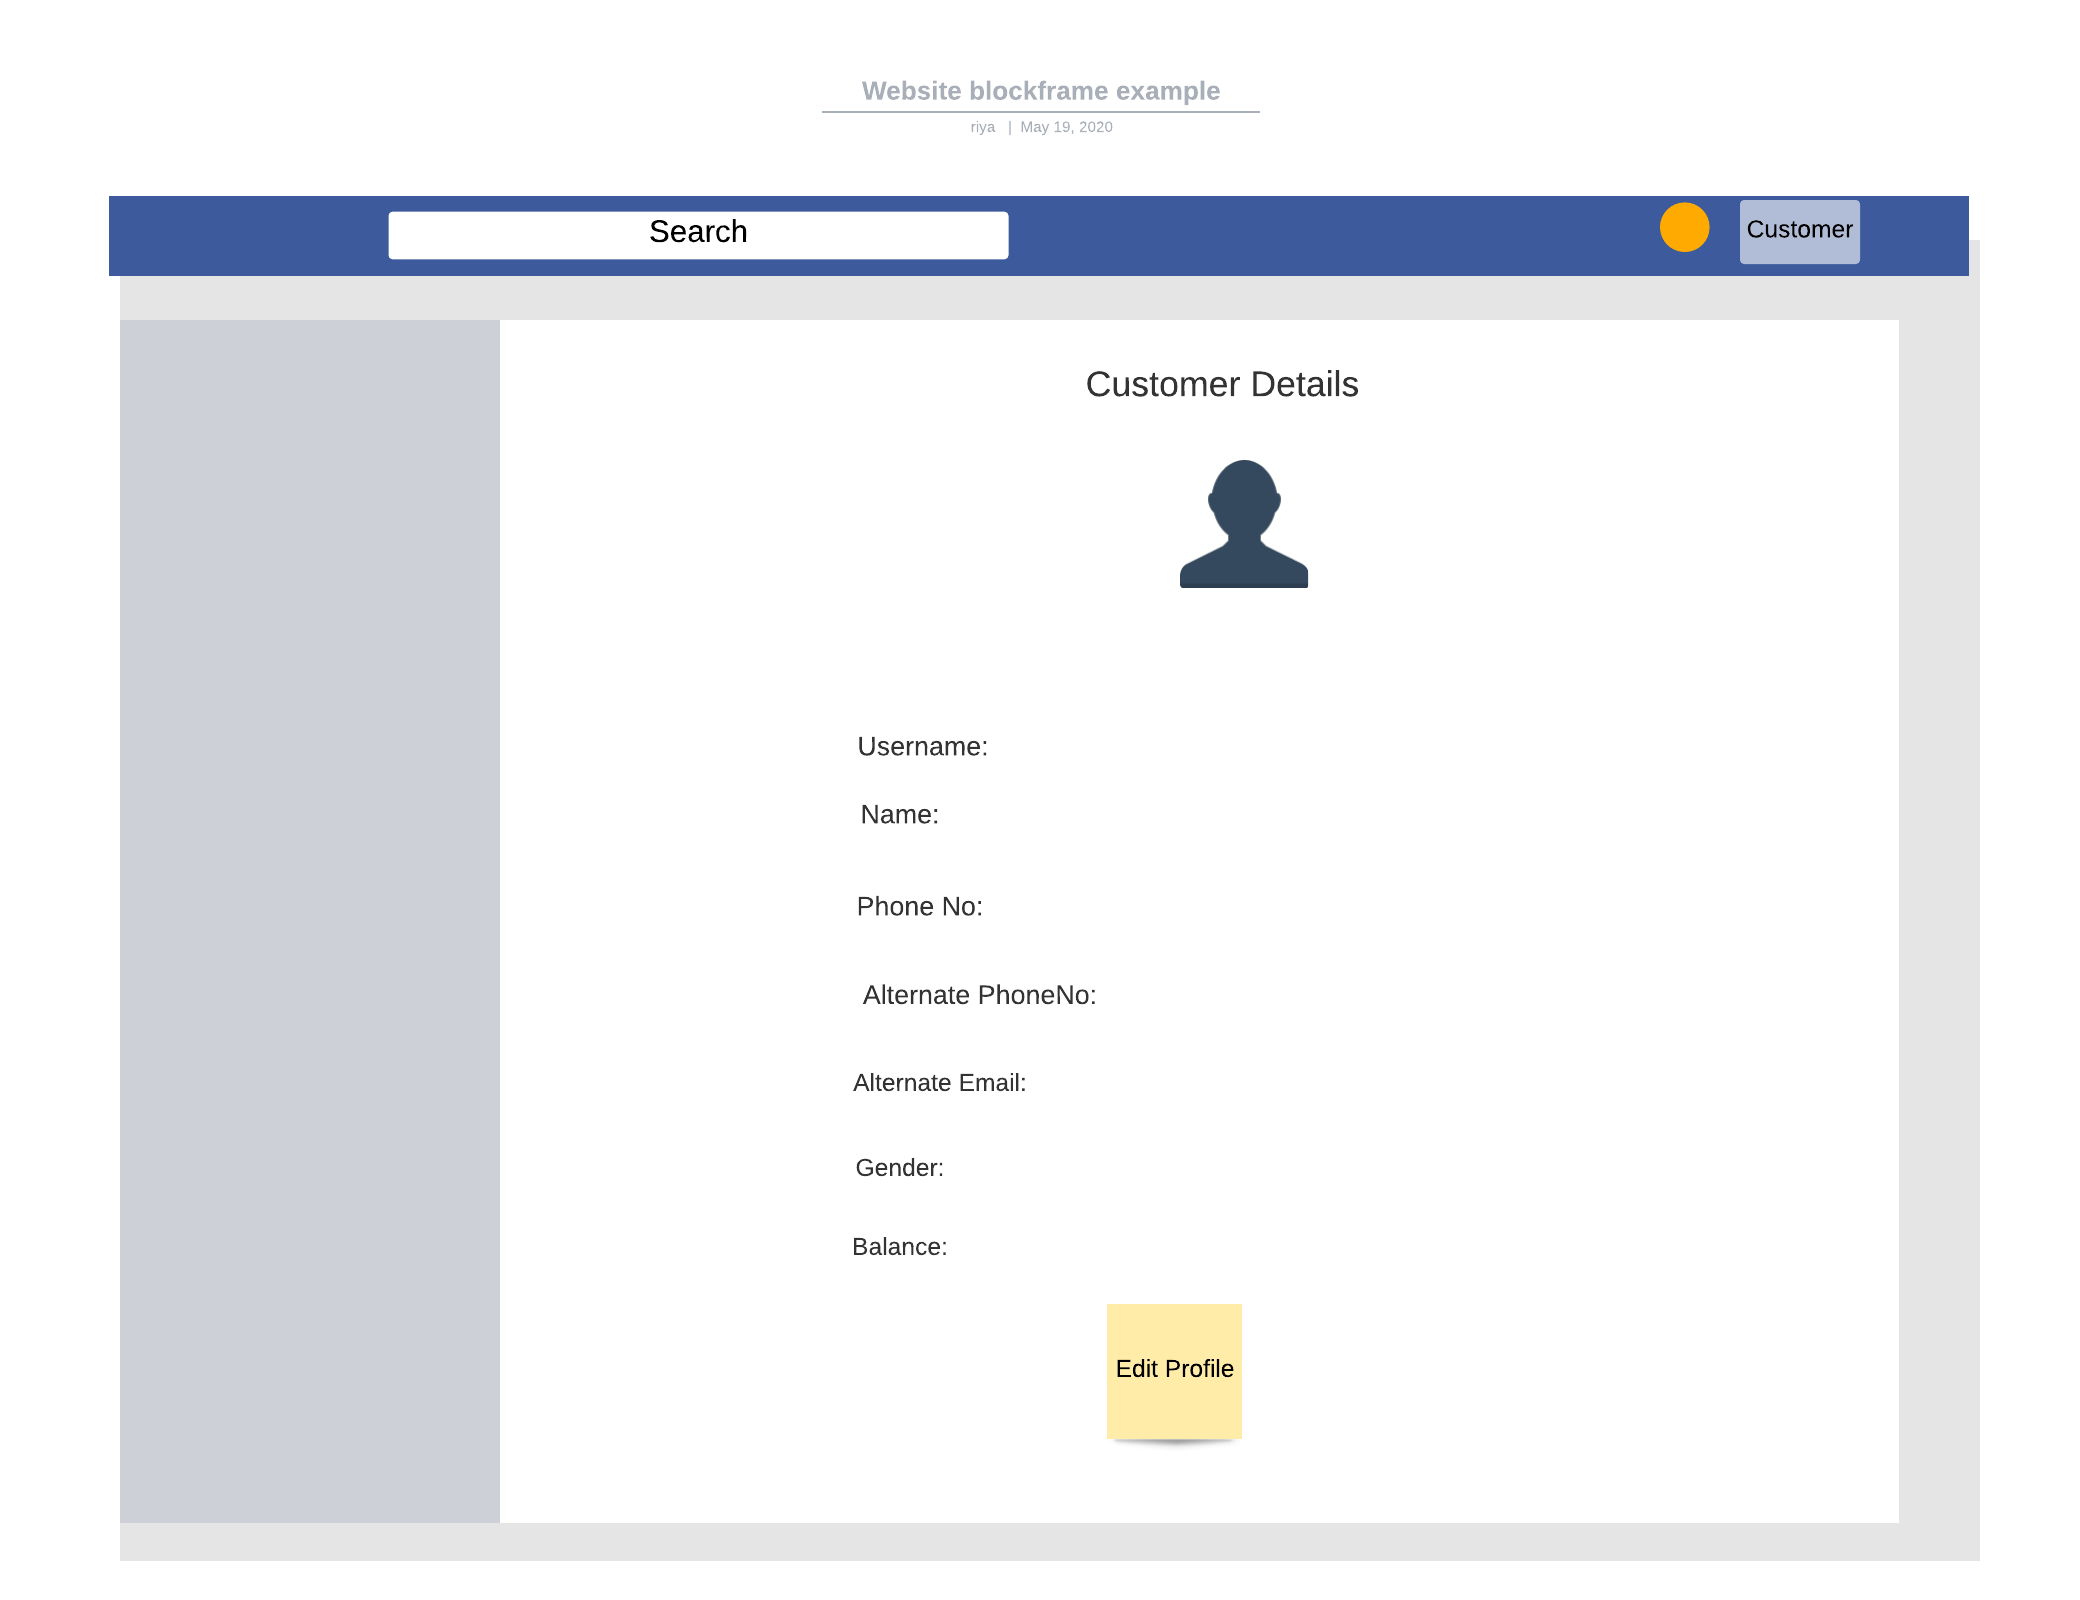 Website blockframe example
riya | May 19, 2020
Search
Customer
Customer Details
Username:
Name:
Phone No:
Alternate PhoneNo:
Alternate Email:
Gender:
Balance:
Edit Profile